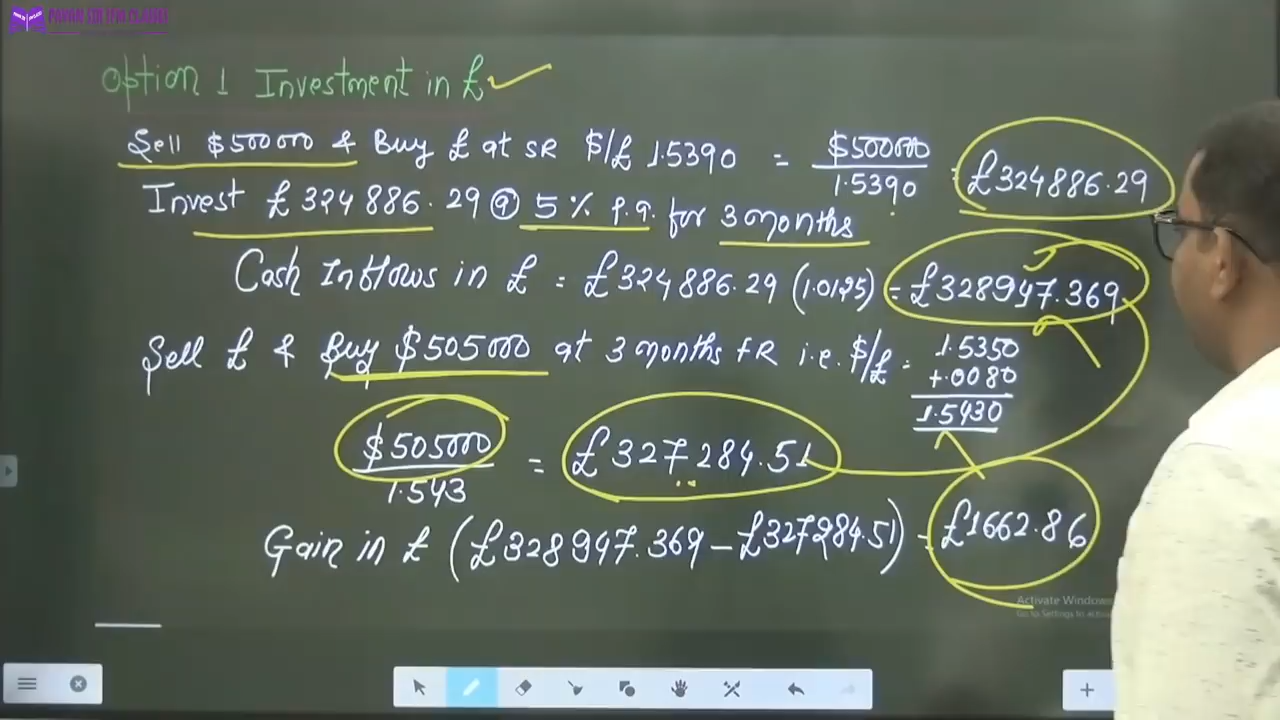 Option 1 Investment in £
Sell $500000 & Buy £ at SR $/£ 1.5390 = $500000 / 1.5390 = £324886.29
Invest £324886.29 @ 5% p.a. for 3 months
Cash Inflows in £ = £324886.29 (1.0125) = £328947.369
Sell £ & Buy $505000 at 3 months FR i.e. $/£ = 1.5350
+.0080
1.5430
$505000 / 1.543 = £327284.51
Gain in £ (£328947.369 – £327284.51) = £1662.86
Activate Windows